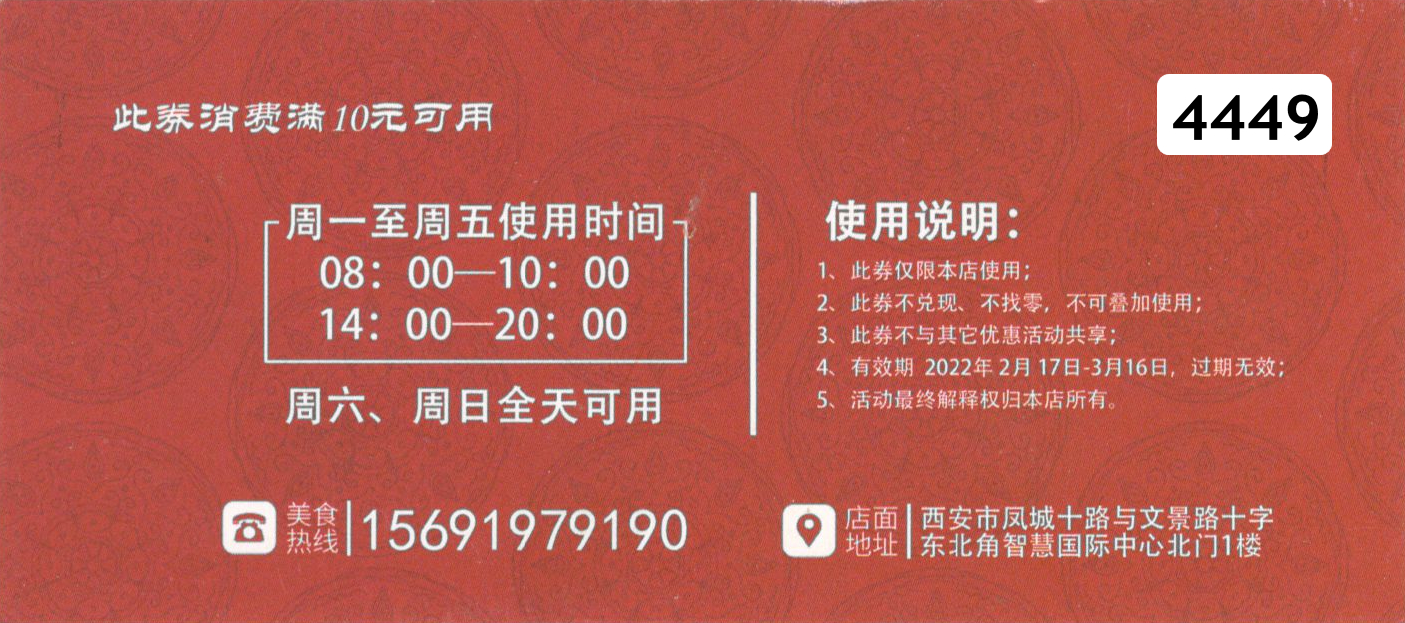 此券消费满10元可用
4449
周一至周五使用时间
08：00—10：00
14：00—20：00
周六、周日全天可用
使用说明：
1、此券仅限本店使用；
2、此券不兑现、不找零，不可叠加使用；
3、此券不与其它优惠活动共享；
4、有效期 2022年 2月 17日-3月16日，过期无效；
5、活动最终解释权归本店所有。
美食
热线
15691979190
店面
地址
西安市凤城十路与文景路十字
东北角智慧国际中心北门1楼